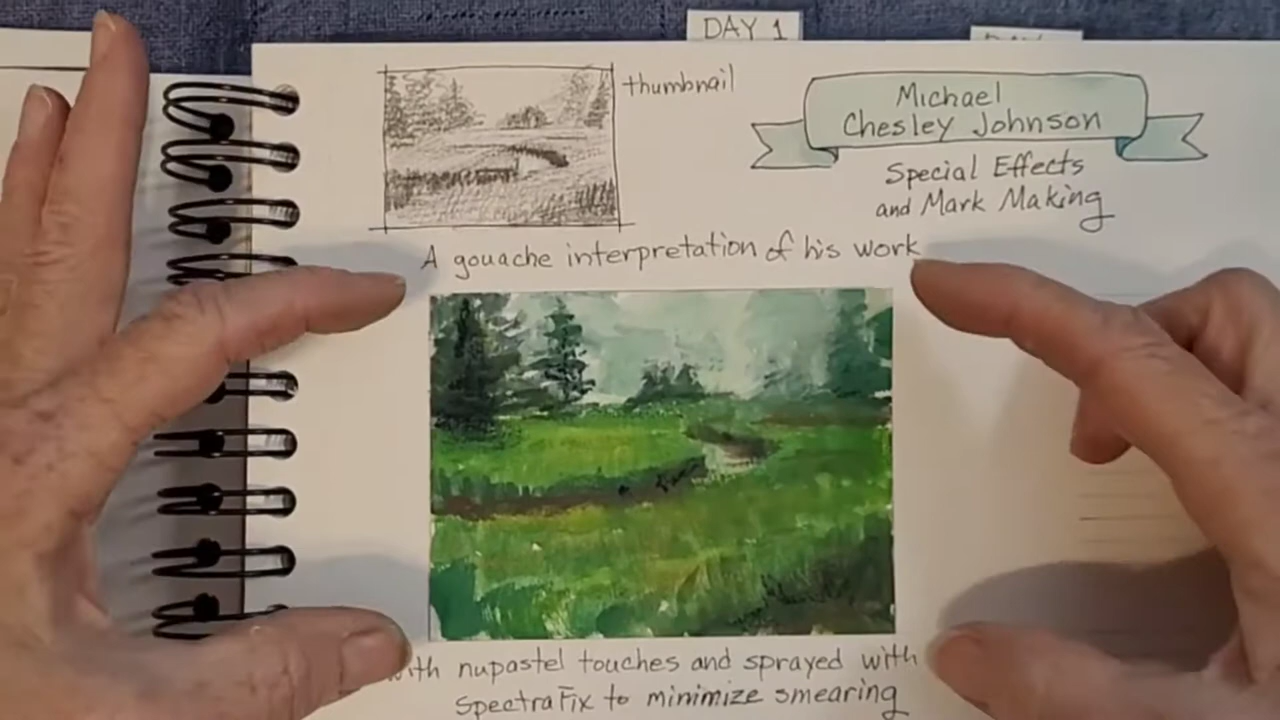 DAY 1
thumbnail
Michael
Chesley Johnson
Special Effects
and Mark Making
A gouache interpretation of his work
with nupastel touches and sprayed with
SpectraFix to minimize smearing